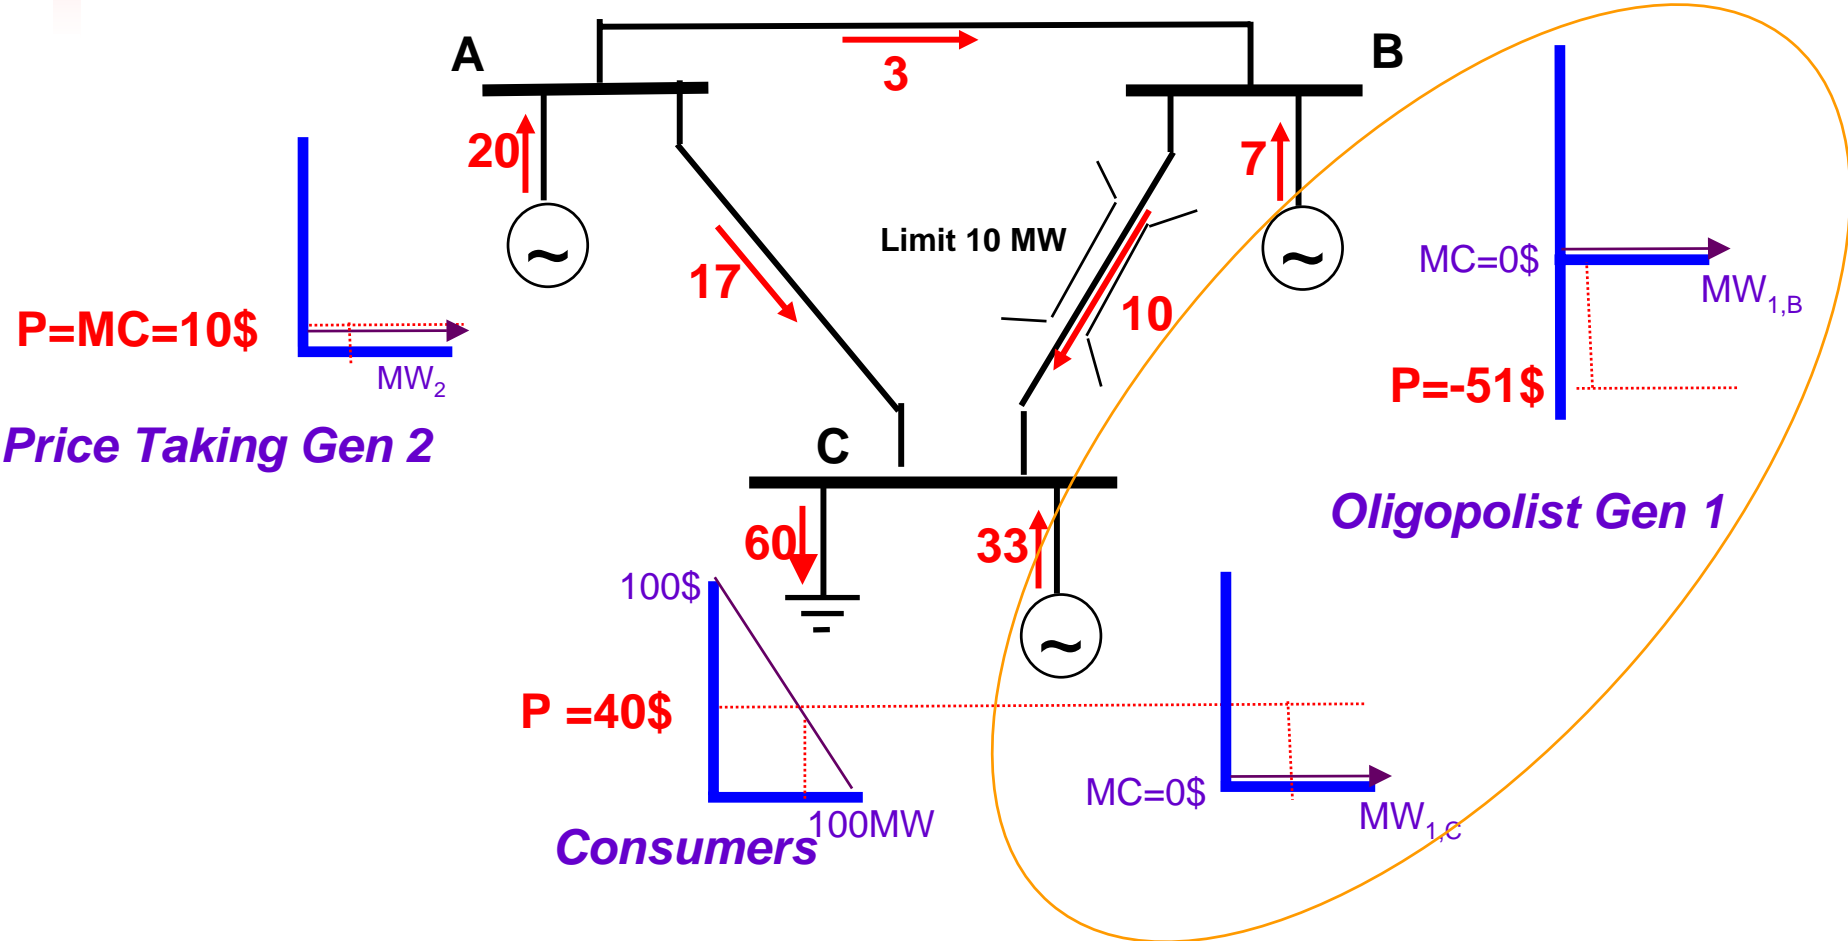 A
B
3
20
7
~
~
Limit 10 MW
17
10
MC=0$
MW1,B
P=MC=10$
MW2
P=-51$
Price Taking Gen 2
C
Oligopolist Gen 1
60
33
100$
~
P =40$
MC=0$
100MW
MW1,C
Consumers